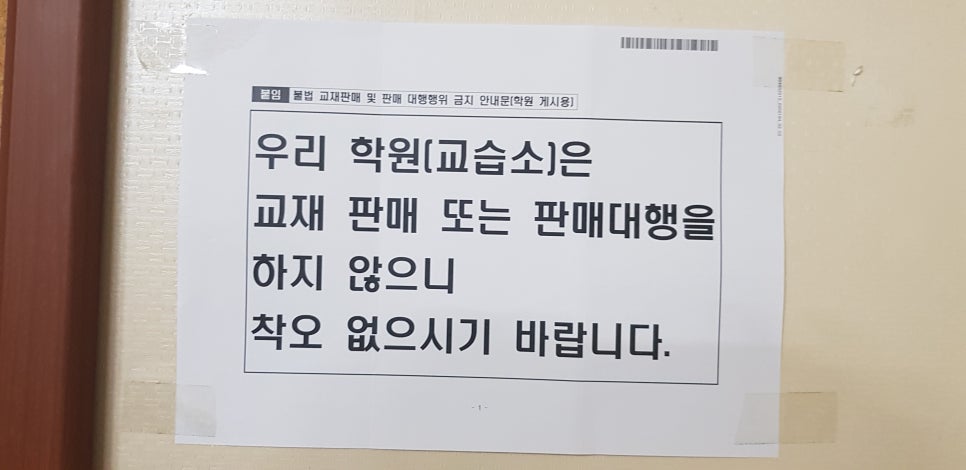 붙임 불법 교재판매 및 판매 대행행위 금지 안내문(학원 게시용)
우리 학원(교습소)은
교재 판매 또는 판매대행을
하지 않으니
착오 없으시기 바랍니다.
- 1 -